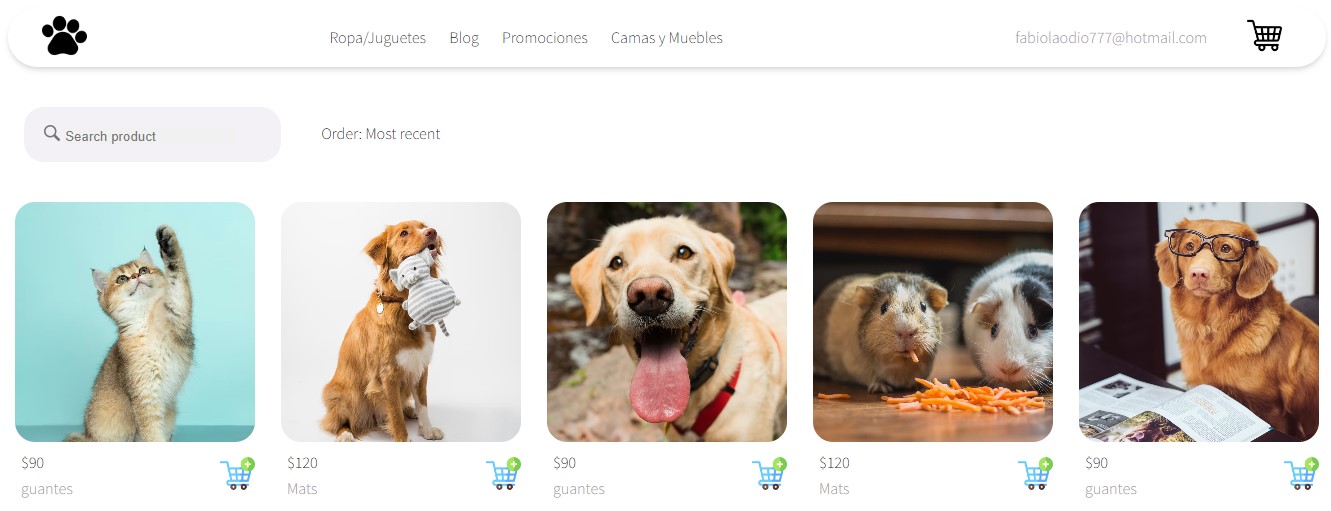 Ropa/Juguetes Blog Promociones Camas y Muebles fabiolaodio777@hotmail.com
Search product
Order: Most recent
$90
guantes
$120
Mats
$90
guantes
$120
Mats
$90
guantes